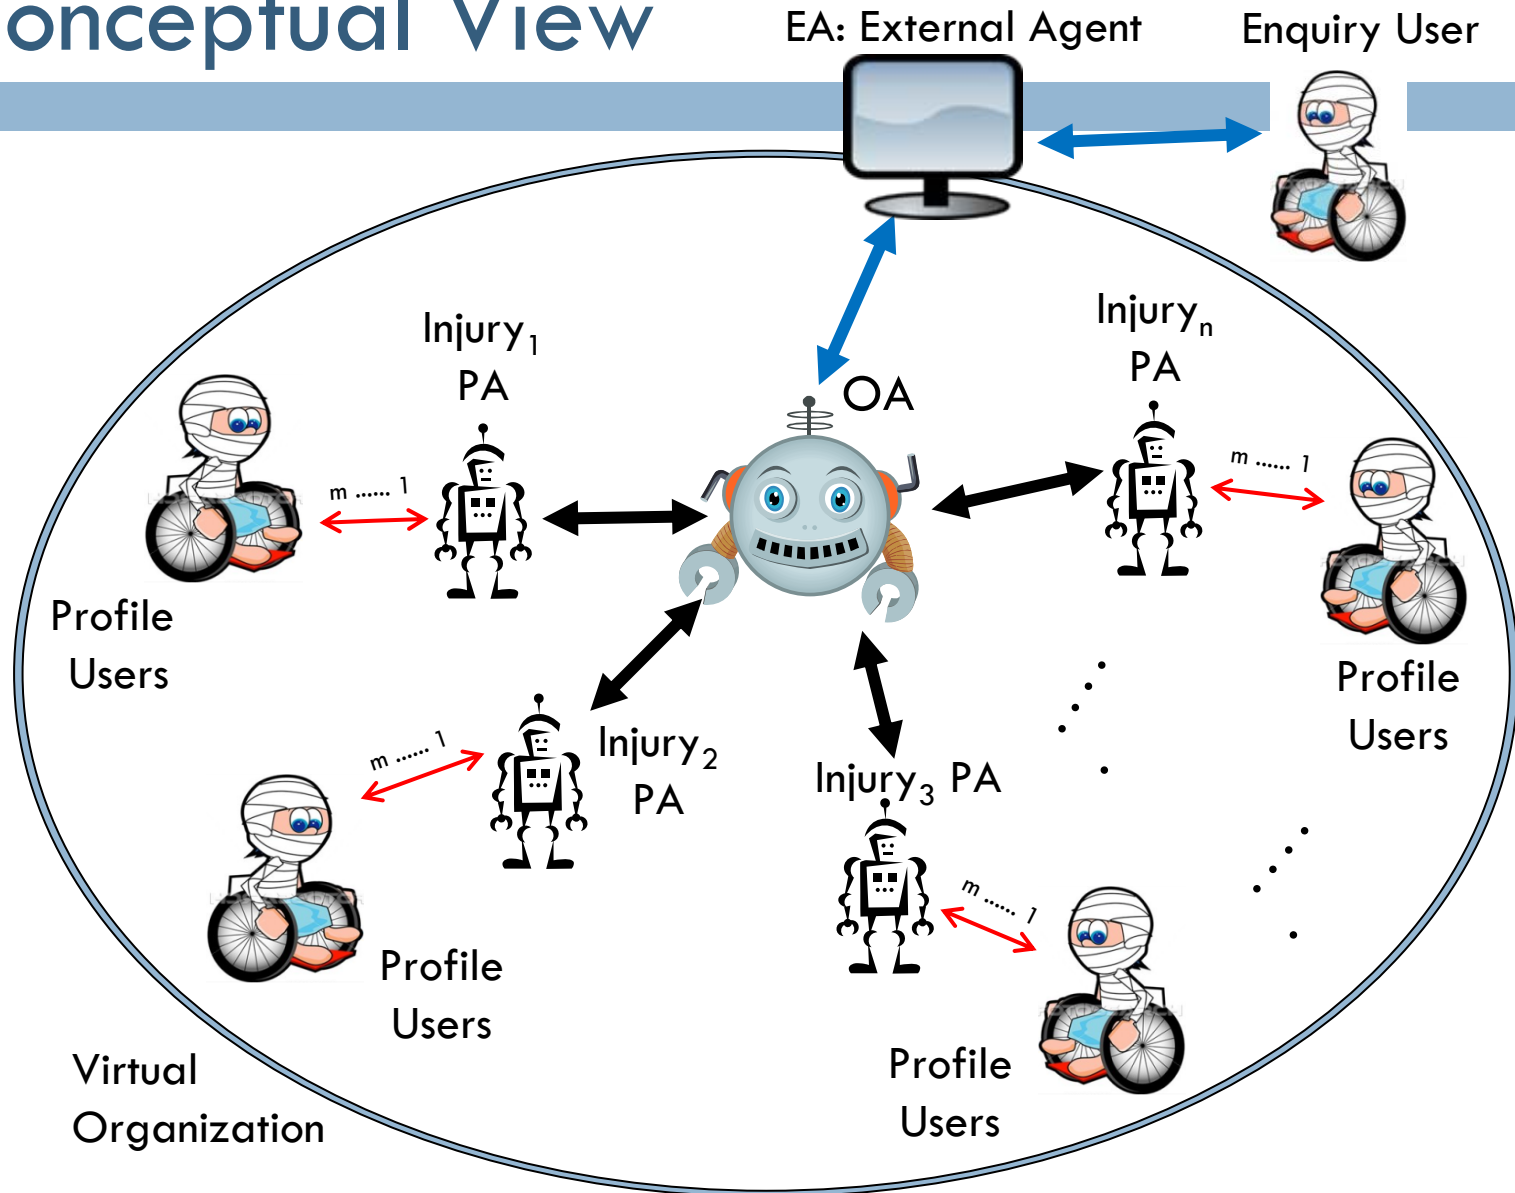 onceptual View
EA: External Agent
Enquiry User
Injury₁
PA
Injuryₙ
PA
OA
m ...... 1
m ...... 1
Profile
Users
Profile
Users
m ...... 1
Injury₂
PA
Injury₃ PA
m ...... 1
Profile
Users
Profile
Users
Virtual
Organization